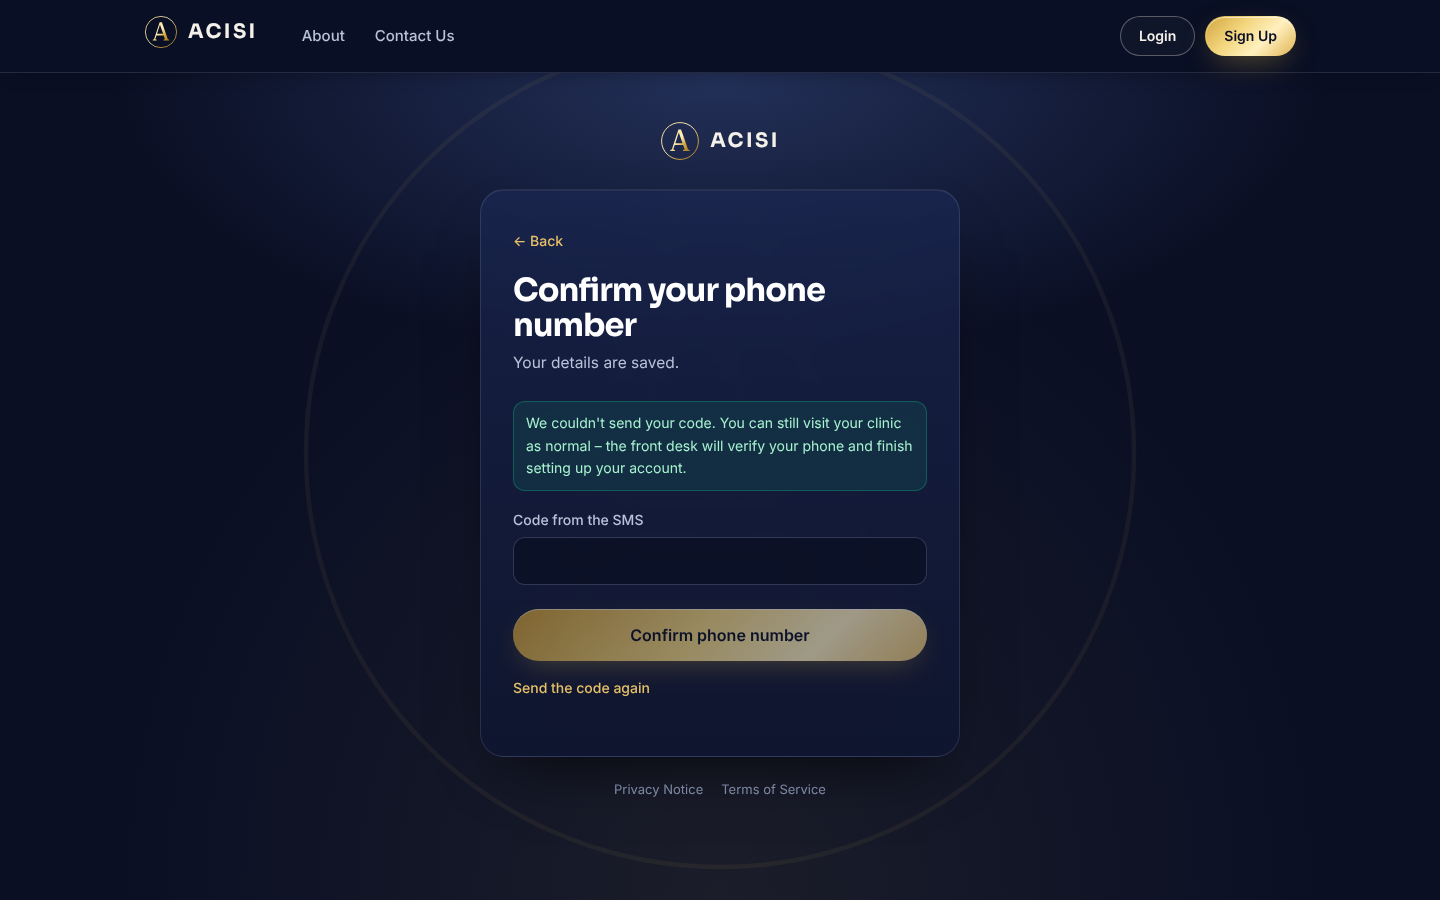 A ACISI
About
Contact Us
Login
Sign Up
A ACISI
← Back
Confirm your phone
number
Your details are saved.
We couldn't send your code. You can still visit your clinic
as normal – the front desk will verify your phone and finish
setting up your account.
Code from the SMS
Confirm phone number
Send the code again
Privacy Notice
Terms of Service